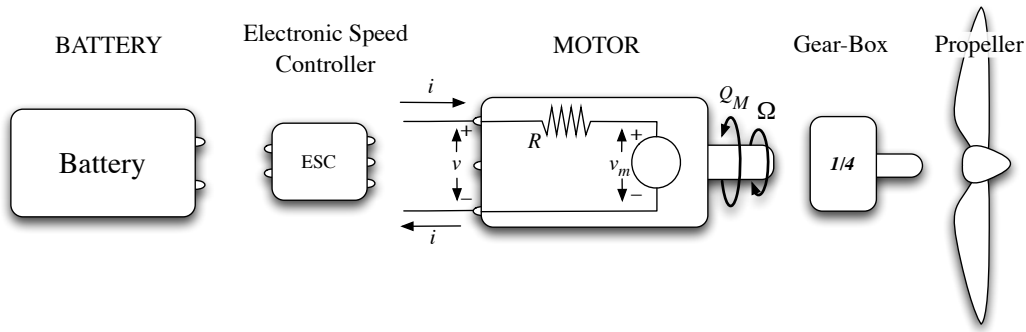 BATTERY
Electronic Speed
Controller
MOTOR
Gear-Box
Propeller
Battery
ESC
i
+
v
−
i
R
+
v_m
−
Q_M
Ω
1/4